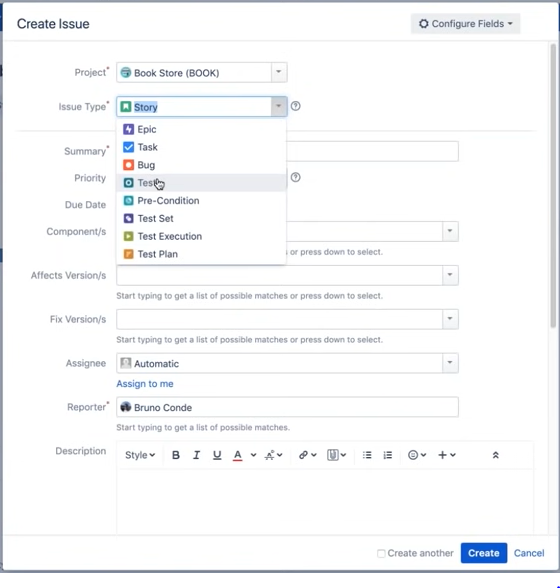 Create Issue
Configure Fields
Project*
Book Store (BOOK)
Issue Type*
Story
Epic
Task
Bug
Test
Pre-Condition
Test Set
Test Execution
Test Plan
Summary*
Priority
Due Date
Component/s
or press down to select.
Affects Version/s
Start typing to get a list of possible matches or press down to select.
Fix Version/s
Start typing to get a list of possible matches or press down to select.
Assignee
Automatic
Assign to me
Reporter*
Bruno Conde
Start typing to get a list of possible matches.
Description
Style B I U A
Create another Create Cancel